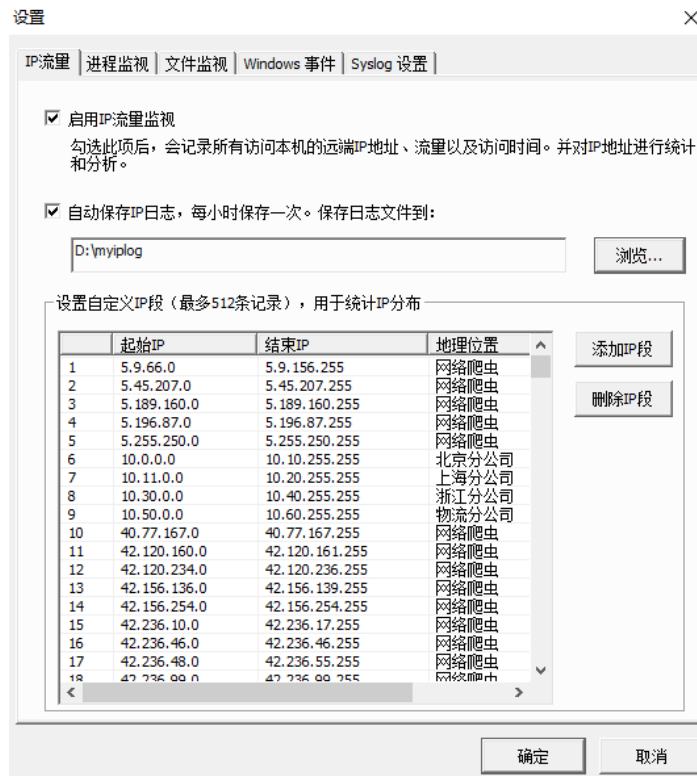 设置
IP流量 进程监视 文件监视 Windows 事件 Syslog 设置
启用IP流量监视
勾选此项后，会记录所有访问本机的远端IP地址、流量以及访问时间。并对IP地址进行统计
和分析。
自动保存IP日志，每小时保存一次。保存日志文件到：
D:\myiplog
浏览...
设置自定义IP段（最多512条记录），用于统计IP分布
起始IP 结束IP 地理位置
添加IP段
删除IP段
1 5.9.66.0 5.9.156.255 网络爬虫
2 5.45.207.0 5.45.207.255 网络爬虫
3 5.189.160.0 5.189.160.255 网络爬虫
4 5.196.87.0 5.196.87.255 网络爬虫
5 5.255.250.0 5.255.250.255 网络爬虫
6 10.0.0.0 10.10.255.255 北京分公司
7 10.11.0.0 10.20.255.255 上海分公司
8 10.30.0.0 10.40.255.255 浙江分公司
9 10.50.0.0 10.60.255.255 物流分公司
10 40.77.167.0 40.77.167.255 网络爬虫
11 42.120.160.0 42.120.161.255 网络爬虫
12 42.120.234.0 42.120.236.255 网络爬虫
13 42.156.136.0 42.156.139.255 网络爬虫
14 42.156.254.0 42.156.254.255 网络爬虫
15 42.236.10.0 42.236.17.255 网络爬虫
16 42.236.46.0 42.236.46.255 网络爬虫
17 42.236.48.0 42.236.55.255 网络爬虫
18 42.236.99.0 42.236.99.255 网络爬虫
确定 取消